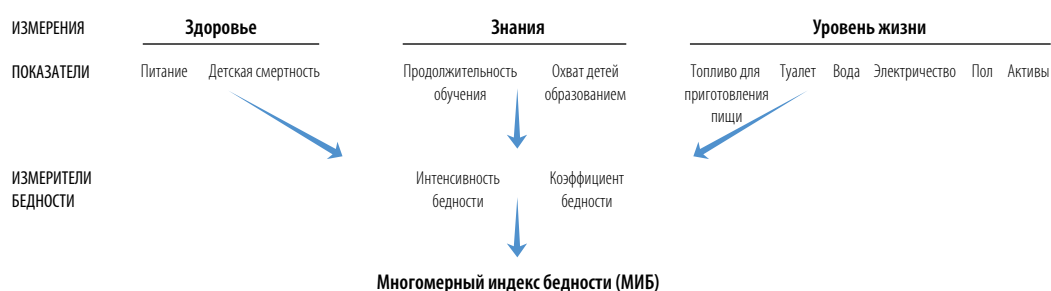 ИЗМЕРЕНИЯ Здоровье Знания Уровень жизни
ПОКАЗАТЕЛИ Питание Детская смертность Продолжительность Охват детей Топливо для Туалет Вода Электричество Пол Активы
обучения образованием приготовления
пищи
ИЗМЕРИТЕЛИ Интенсивность Коэффициент
БЕДНОСТИ бедности бедности
Многомерный индекс бедности (МИБ)